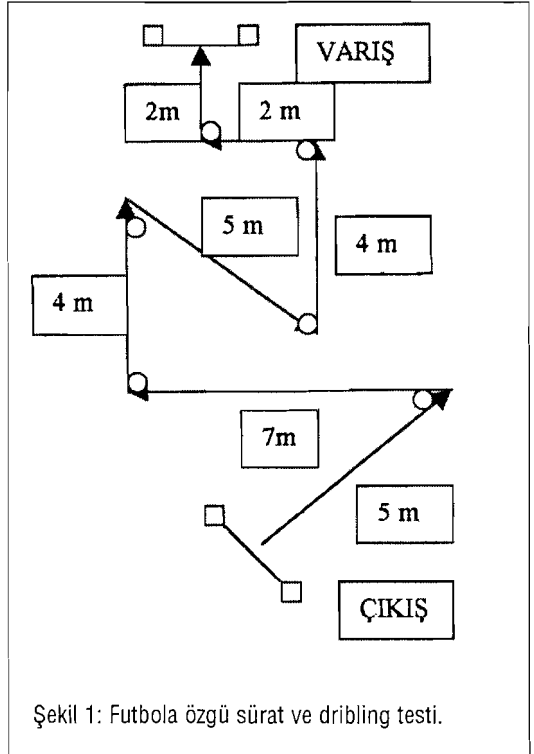 VARIŞ
2m
2 m
5 m
4 m
4 m
7m
5 m
ÇIKIŞ
Şekil 1: Futbola özgü sürat ve dribling testi.